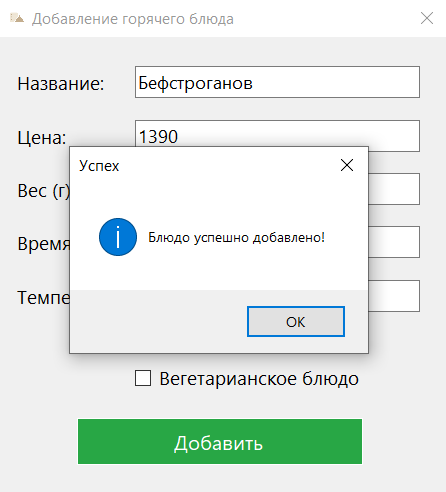 Добавление горячего блюда
Название:
Бефстроганов
Цена:
1390
Успех
Вес (г)
Блюдо успешно добавлено!
Время
Темпе
OK
Вегетарианское блюдо
Добавить